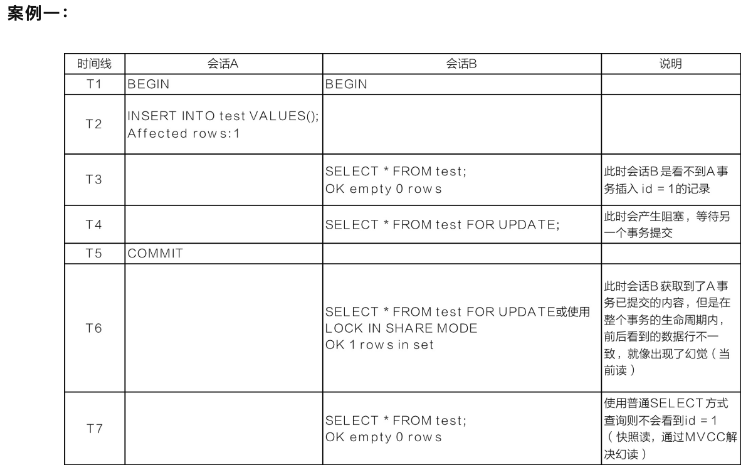 案例一：
时间线 会话A 会话B 说明
T1 BEGIN BEGIN
T2 INSERT INTO test VALUES();
Affected rows:1
T3 SELECT * FROM test;
OK empty 0 rows
此时会话B是看不到A事
务插入 id = 1的记录
T4 SELECT * FROM test FOR UPDATE;
此时会产生阻塞，等待另
一个事务提交
T5 COMMIT
T6 SELECT * FROM test FOR UPDATE或使用
LOCK IN SHARE MODE
OK 1 rows in set
此时会话B获取到了A事
务已提交的内容，但是在
整个事务的生命周期内，
前后看到的数据行不一
致，就像出现了幻觉（当
前读）
T7 SELECT * FROM test;
OK empty 0 rows
使用普通SELECT方式
查询则不会看到id = 1
（快照读，通过MVCC解
决幻读）